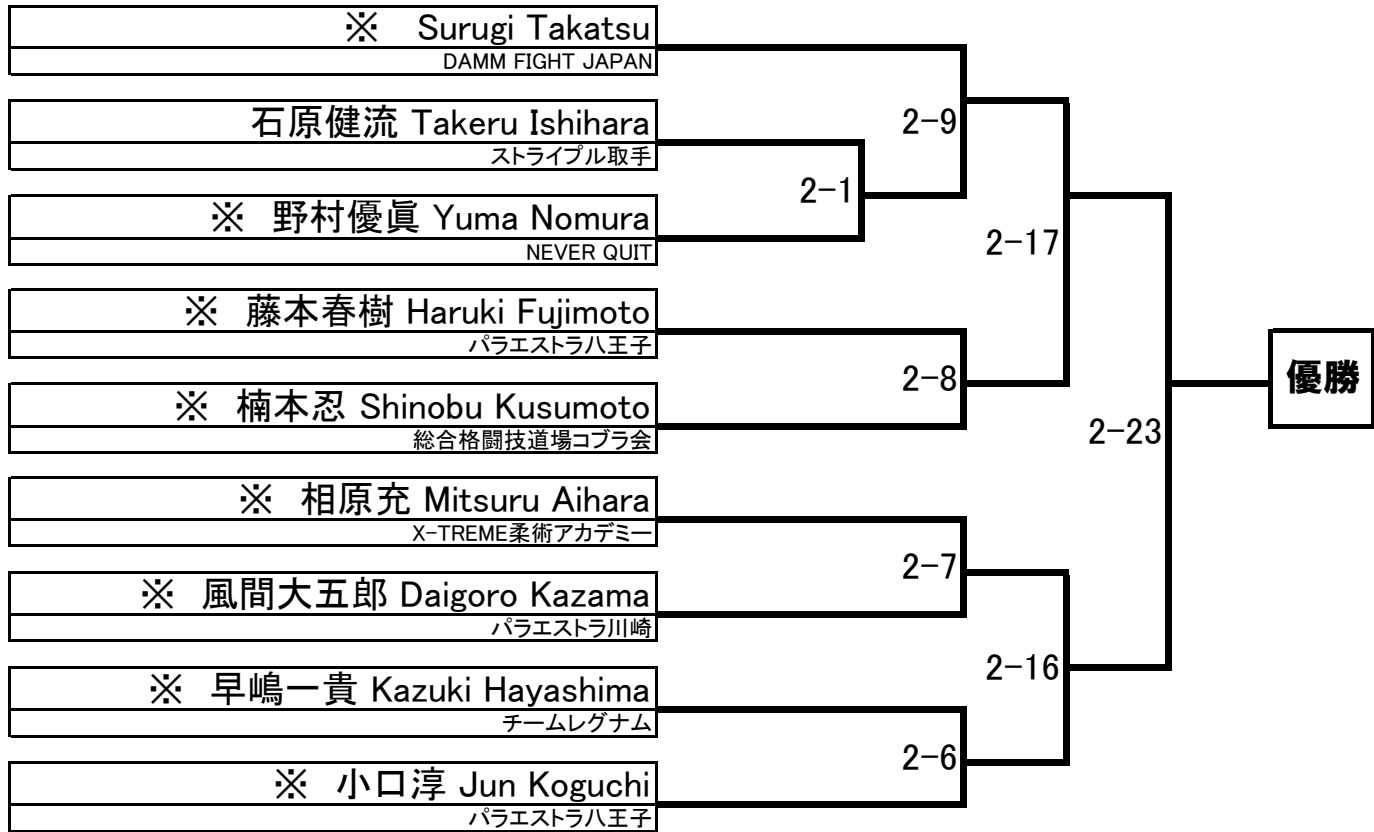 ※ Surugi Takatsu
DAMM FIGHT JAPAN
石原健流 Takeru Ishihara
ストライプル取手
※ 野村優眞 Yuma Nomura
NEVER QUIT
※ 藤本春樹 Haruki Fujimoto
パラエストラ八王子
※ 楠本忍 Shinobu Kusumoto
総合格闘技道場コブラ会
※ 相原充 Mitsuru Aihara
X-TREME柔術アカデミー
※ 風間大五郎 Daigoro Kazama
パラエストラ川崎
※ 早嶋一貴 Kazuki Hayashima
チームレグナム
※ 小口淳 Jun Koguchi
パラエストラ八王子
2-9
2-1
2-17
2-8
2-23
2-7
2-16
2-6
優勝